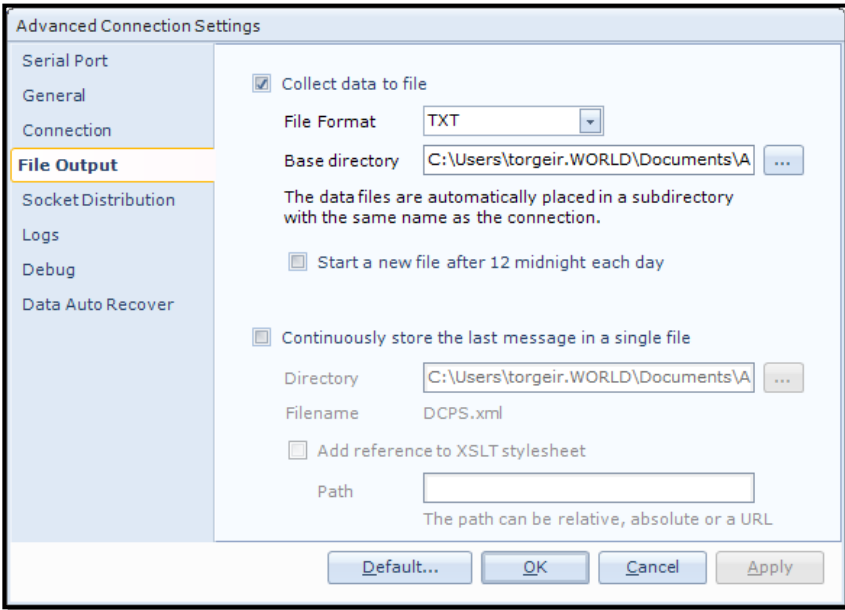 Advanced Connection Settings
Serial Port
General
Connection
File Output
Socket Distribution
Logs
Debug
Data Auto Recover
Collect data to file
File Format TXT
Base directory C:\Users\torgeir.WORLD\Documents\A ...
The data files are automatically placed in a subdirectory
with the same name as the connection.
Start a new file after 12 midnight each day
Continuously store the last message in a single file
Directory C:\Users\torgeir.WORLD\Documents\A ...
Filename DCPS.xml
Add reference to XSLT stylesheet
Path
The path can be relative, absolute or a URL
Default... OK Cancel Apply